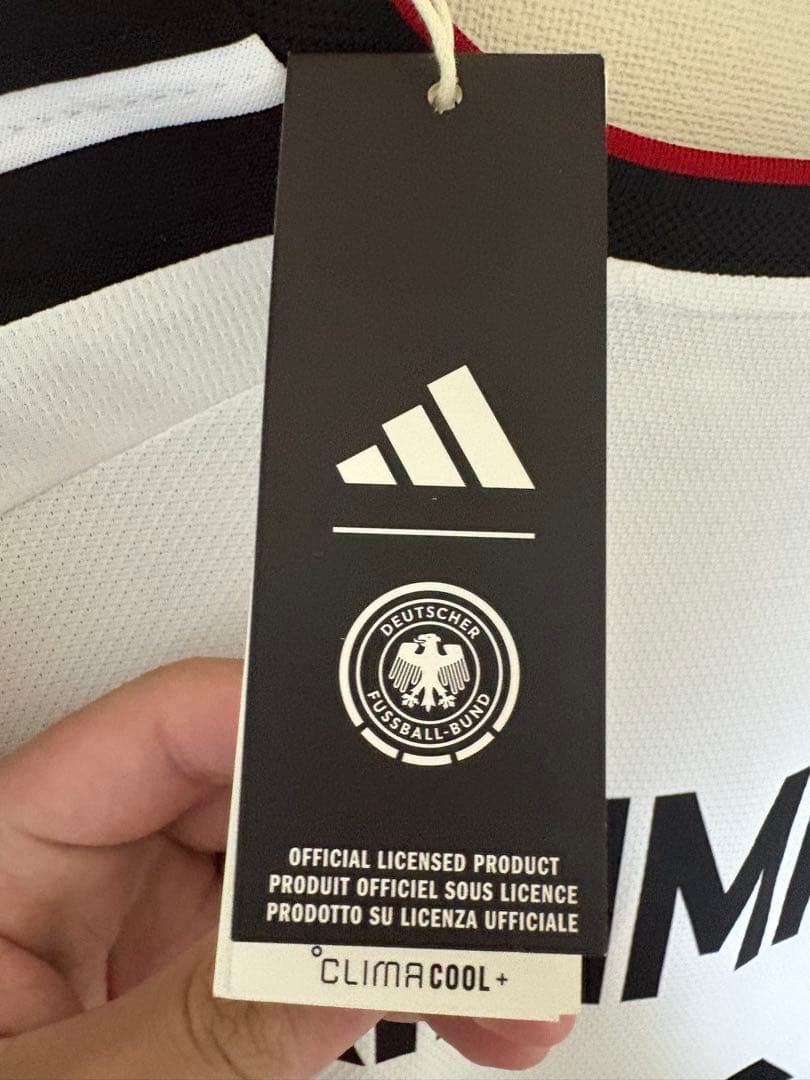 DEUTSCHER
FUSSBALL-BUND
OFFICIAL LICENSED PRODUCT
PRODUIT OFFICIEL SOUS LICENCE
PRODOTTO SU LICENZA UFFICIALE
°CLIMACOOL+